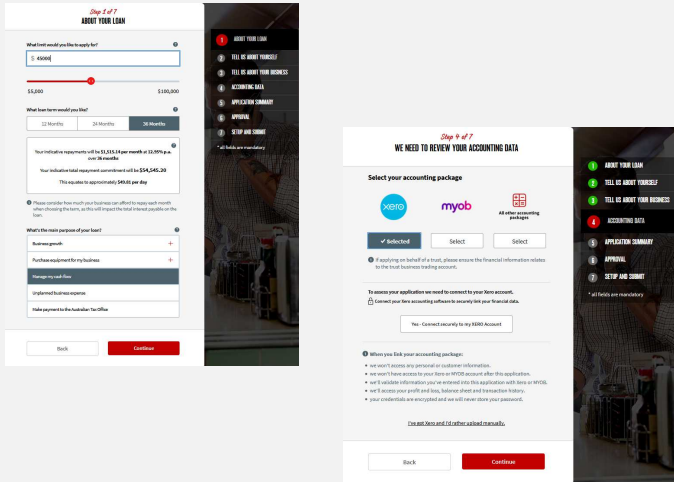 Step 1 of 7
ABOUT YOUR LOAN
What limit would you like to apply for?
$ 45000
$5,000 $100,000
What loan term would you like?
12 Months 24 Months 36 Months
Your indicative repayments will be $1,515.14 per month at 12.95% p.a.
over 36 months
Your indicative total repayment commitment will be $54,545.20
This equates to approximately $49.81 per day
Please consider how much your business can afford to repay each month
when choosing the term, as this will impact the total interest payable on the
loan.
What's the main purpose of your loan?
Business growth +
Purchase equipment for my business +
Manage my cash flow
Unplanned business expense
Make payment to the Australian Tax Office
Back Continue
1 ABOUT YOUR LOAN
2 TELL US ABOUT YOURSELF
3 TELL US ABOUT YOUR BUSINESS
4 ACCOUNTING DATA
5 APPLICATION SUMMARY
6 APPROVAL
7 SETUP AND SUBMIT
* all fields are mandatory
Step 4 of 7
WE NEED TO REVIEW YOUR ACCOUNTING DATA
Select your accounting package
xero
myob
All other accounting
packages
✓ Selected Select Select
If applying on behalf of a trust, please ensure the financial information relates
to the trust business trading account.
To assess your application we need to connect to your Xero account.
Connect your Xero accounting software to securely link your financial data.
Yes - Connect securely to my XERO Account
When you link your accounting package:
• we won't access any personal or customer information.
• we won't have access to your Xero or MYOB account after this application.
• we'll validate information you've entered into this application with Xero or MYOB.
• we'll access your profit and loss, balance sheet and transaction history.
• your credentials are encrypted and we will never store your password.
I've got Xero and I'd rather upload manually.
Back Continue
1 ABOUT YOUR LOAN
2 TELL US ABOUT YOURSELF
3 TELL US ABOUT YOUR BUSINESS
4 ACCOUNTING DATA
5 APPLICATION SUMMARY
6 APPROVAL
7 SETUP AND SUBMIT
* all fields are mandatory